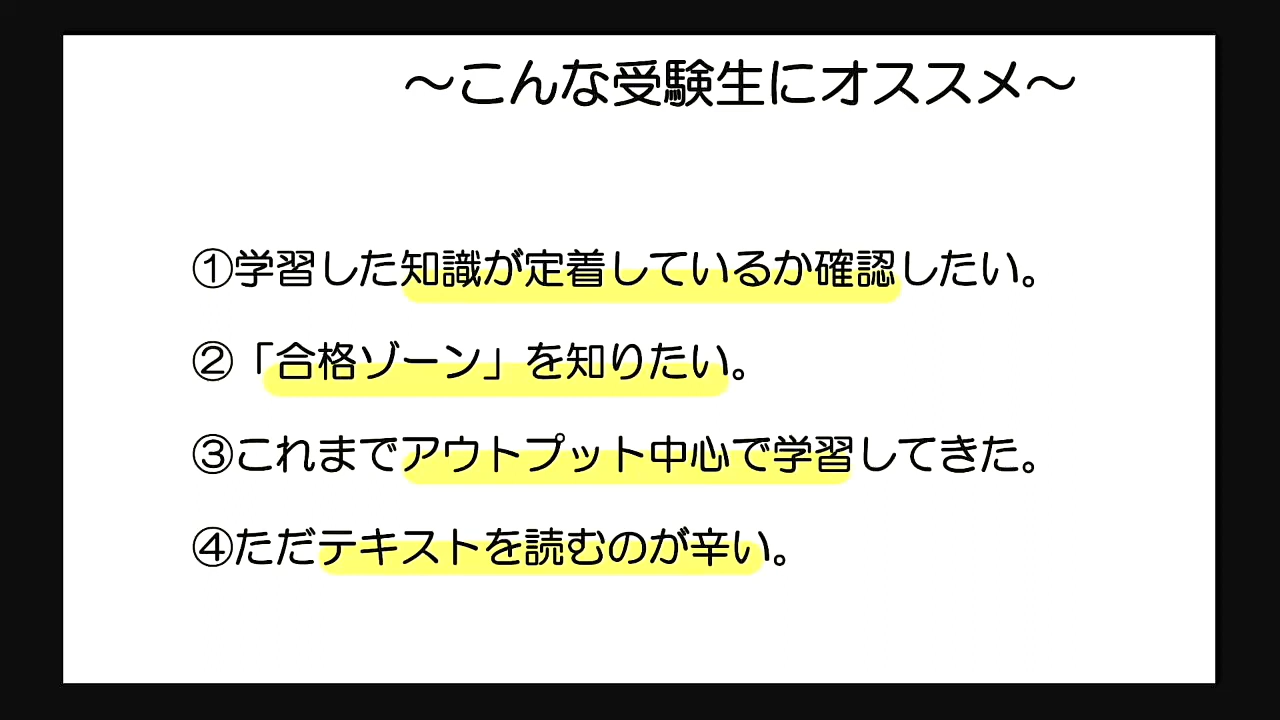 ～こんな受験生にオススメ～
①学習した知識が定着しているか確認したい。
②「合格ゾーン」を知りたい。
③これまでアウトプット中心で学習してきた。
④ただテキストを読むのが辛い。